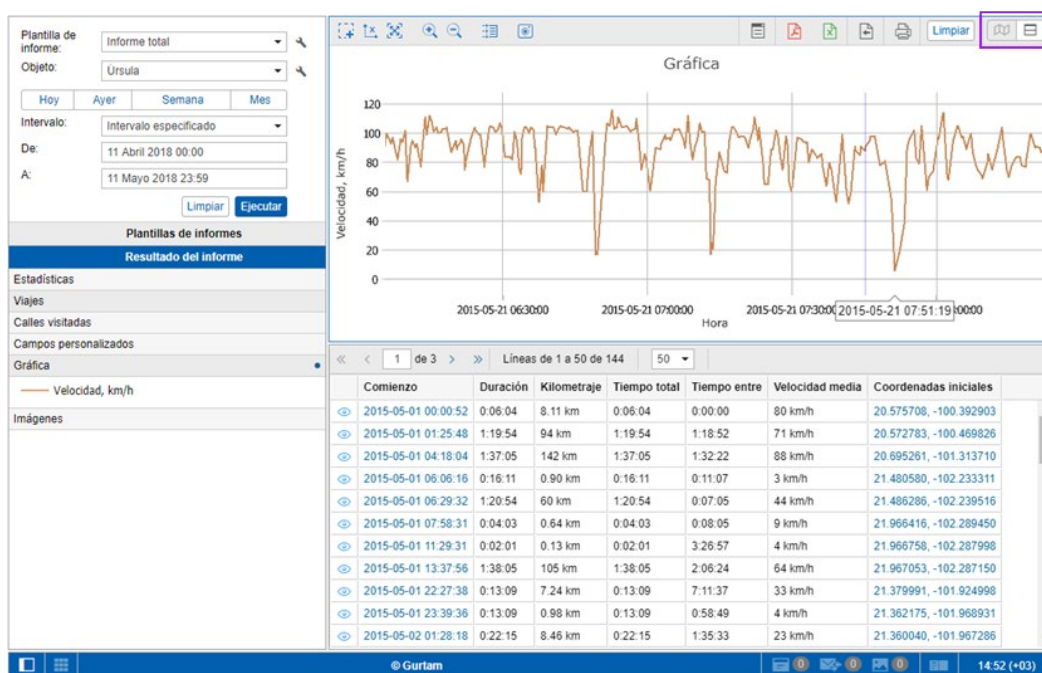 Plantilla de informe:
Informe total
Objeto:
Úrsula
Hoy Ayer Semana Mes
Intervalo:
Intervalo especificado
De:
11 Abril 2018 00:00
A:
11 Mayo 2018 23:59
Limpiar Ejecutar
Plantillas de informes
Resultado del informe
Estadísticas
Viajes
Calles visitadas
Campos personalizados
Gráfica
Velocidad, km/h
Imágenes
Limpiar
Gráfica
Velocidad, km/h
120
100
80
60
40
20
0
2015-05-21 06:30:00 2015-05-21 07:00:00 2015-05-21 07:30:00 2015-05-21 07:51:19 :00:00
Hora
1 de 3 Líneas de 1 a 50 de 144 50
Comienzo Duración Kilometraje Tiempo total Tiempo entre Velocidad media Coordenadas iniciales
2015-05-01 00:00:52 0:06:04 8.11 km 0:06:04 0:00:00 80 km/h 20.575708, -100.392903
2015-05-01 01:25:48 1:19:54 94 km 1:19:54 1:18:52 71 km/h 20.572783, -100.469826
2015-05-01 04:18:04 1:37:05 142 km 1:37:05 1:32:22 88 km/h 20.695261, -101.313710
2015-05-01 06:06:16 0:16:11 0.90 km 0:16:11 0:11:07 3 km/h 21.480580, -102.233311
2015-05-01 06:29:32 1:20:54 60 km 1:20:54 0:07:05 44 km/h 21.486286, -102.239516
2015-05-01 07:58:31 0:04:03 0.64 km 0:04:03 0:08:05 9 km/h 21.966416, -102.289450
2015-05-01 11:29:31 0:02:01 0.13 km 0:02:01 3:26:57 4 km/h 21.966758, -102.287998
2015-05-01 13:37:56 1:38:05 105 km 1:38:05 2:06:24 64 km/h 21.967053, -102.287150
2015-05-01 22:27:38 0:13:09 7.24 km 0:13:09 7:11:37 33 km/h 21.379991, -101.924998
2015-05-01 23:39:36 0:13:09 0.98 km 0:13:09 0:58:49 4 km/h 21.362175, -101.968931
2015-05-02 01:28:18 0:22:15 8.46 km 0:22:15 1:35:33 23 km/h 21.360040, -101.967286
© Gurtam
0 0 0
14:52 (+03)